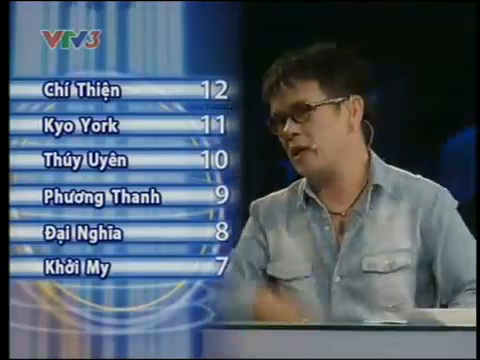 VTV3
Chí Thiện 12
Kyo York 11
Thúy Uyên 10
Phương Thanh 9
Đại Nghĩa 8
Khởi My 7